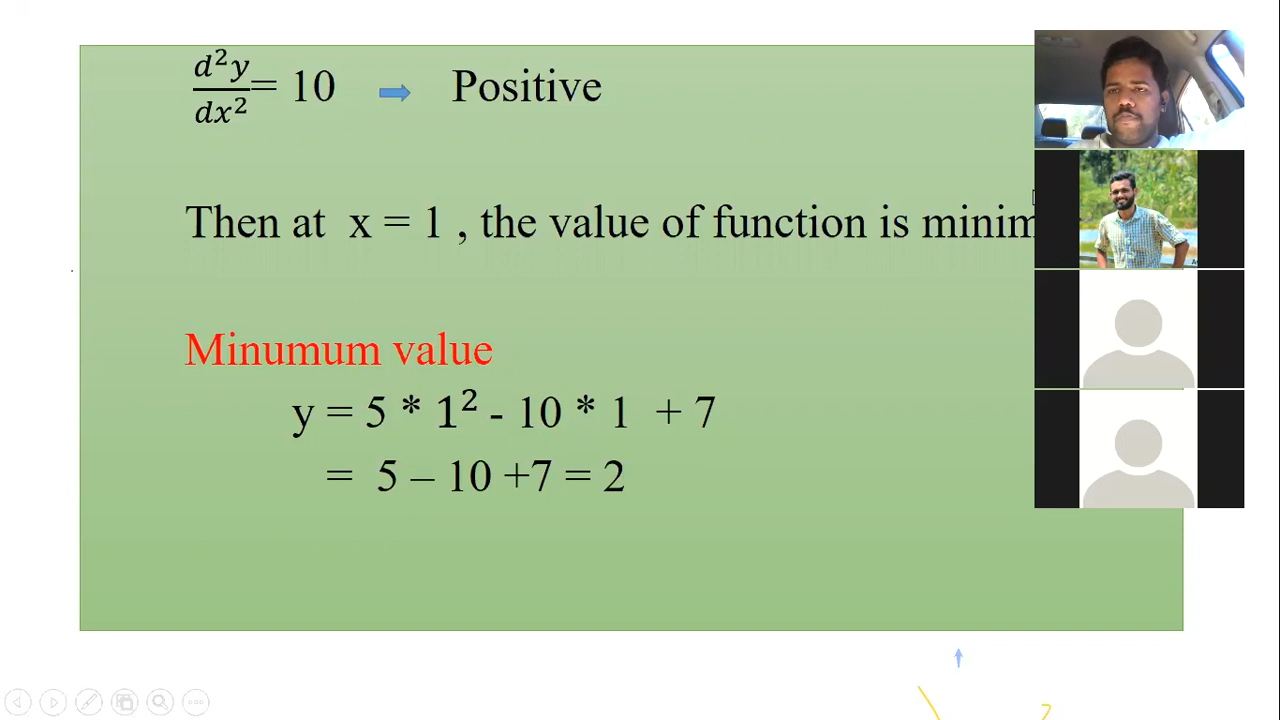 d²y/dx² = 10 Positive
Then at x = 1 , the value of function is minim
Minumum value
y = 5 * 1² - 10 * 1 + 7
= 5 – 10 +7 = 2